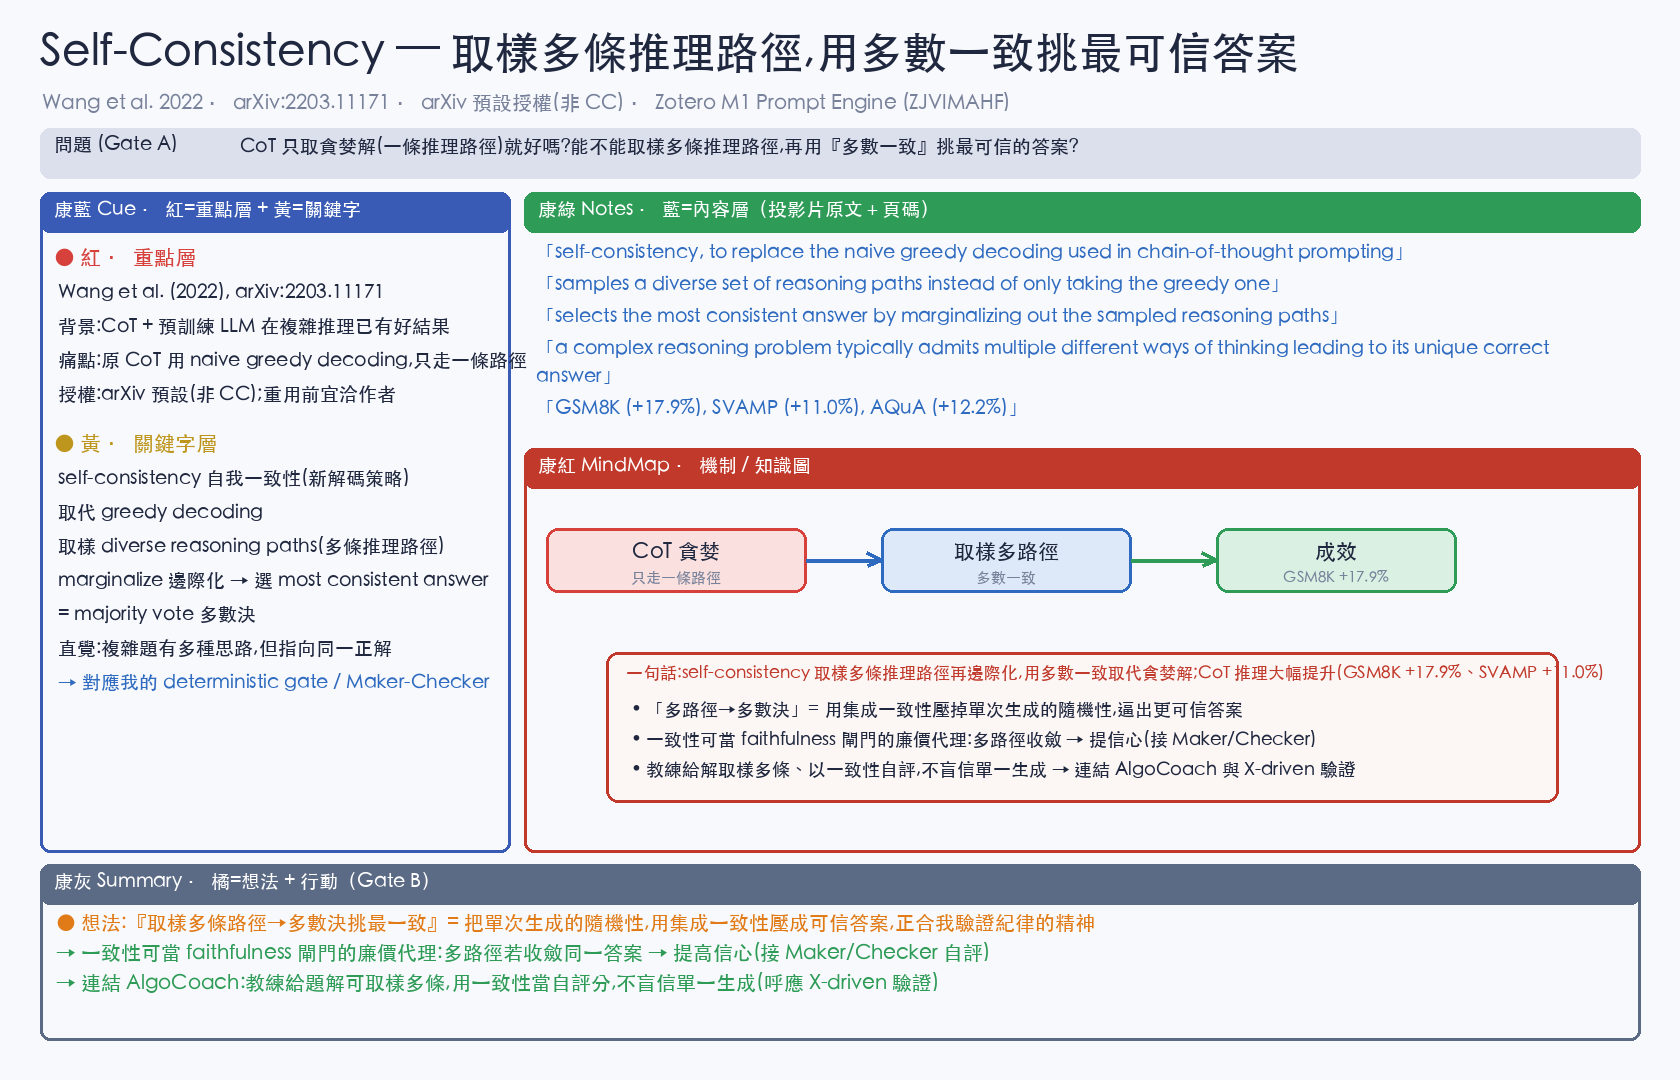 Self-Consistency — 取樣多條推理路徑,用多數一致挑最可信答案
Wang et al. 2022 · arXiv:2203.11171 · arXiv 預設授權(非 CC) · Zotero M1 Prompt Engine (ZJVIMAHF)
問題 (Gate A) CoT 只取貪婪解(一條推理路徑)就好嗎?能不能取樣多條推理路徑,再用『多數一致』挑最可信的答案?
康藍 Cue · 紅=重點層 + 黃=關鍵字
● 紅 · 重點層
Wang et al. (2022), arXiv:2203.11171
背景:CoT + 預訓練 LLM 在複雜推理已有好結果
痛點:原 CoT 用 naive greedy decoding,只走一條路徑
授權:arXiv 預設(非 CC);重用前宜洽作者
● 黃 · 關鍵字層
self-consistency 自我一致性(新解碼策略)
取代 greedy decoding
取樣 diverse reasoning paths(多條推理路徑)
marginalize 邊際化 → 選 most consistent answer
= majority vote 多數決
直覺:複雜題有多種思路,但指向同一正解
→ 對應我的 deterministic gate / Maker-Checker
康綠 Notes · 藍=內容層（投影片原文 + 頁碼）
「self-consistency, to replace the naive greedy decoding used in chain-of-thought prompting」
「samples a diverse set of reasoning paths instead of only taking the greedy one」
「selects the most consistent answer by marginalizing out the sampled reasoning paths」
「a complex reasoning problem typically admits multiple different ways of thinking leading to its unique correct
answer」
「GSM8K (+17.9%), SVAMP (+11.0%), AQuA (+12.2%)」
康紅 MindMap · 機制 / 知識圖
CoT 貪婪
只走一條路徑
取樣多路徑
多數一致
成效
GSM8K +17.9%
一句話:self-consistency 取樣多條推理路徑再邊際化,用多數一致取代貪婪解;CoT 推理大幅提升(GSM8K +17.9%、SVAMP +11.0%)
• 「多路徑→多數決」= 用集成一致性壓掉單次生成的隨機性,逼出更可信答案
• 一致性可當 faithfulness 閘門的廉價代理:多路徑收斂 → 提信心(接 Maker/Checker)
• 教練給解取樣多條、以一致性自評,不盲信單一生成 → 連結 AlgoCoach 與 X-driven 驗證
康灰 Summary · 橘=想法 + 行動（Gate B）
● 想法:『取樣多條路徑→多數決挑最一致』= 把單次生成的隨機性,用集成一致性壓成可信答案,正合我驗證紀律的精神
→ 一致性可當 faithfulness 閘門的廉價代理:多路徑若收斂同一答案 → 提高信心(接 Maker/Checker 自評)
→ 連結 AlgoCoach:教練給題解可取樣多條,用一致性當自評分,不盲信單一生成(呼應 X-driven 驗證)